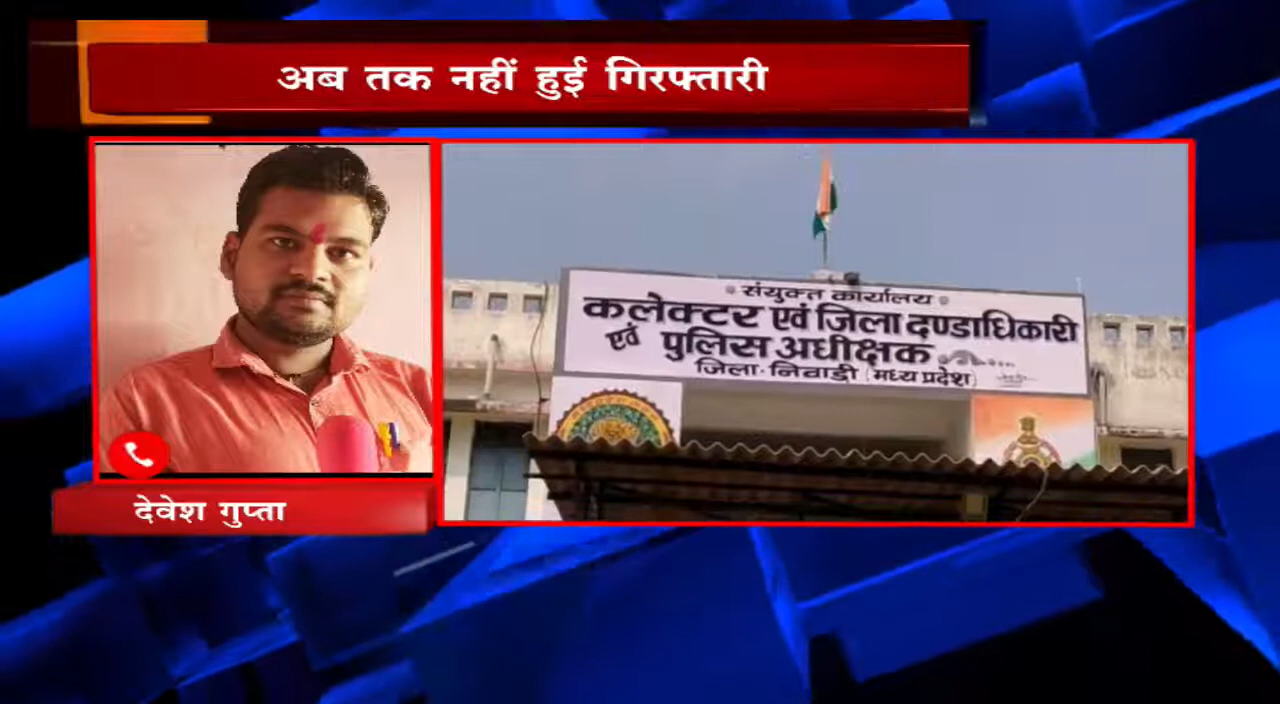 अब तक नहीं हुई गिरफ्तारी
संयुक्त कार्यालय
कलेक्टर एवं जिला दण्डाधिकारी
एवं पुलिस अधीक्षक
जिला-निवाड़ी (मध्य प्रदेश)
देवेश गुप्ता